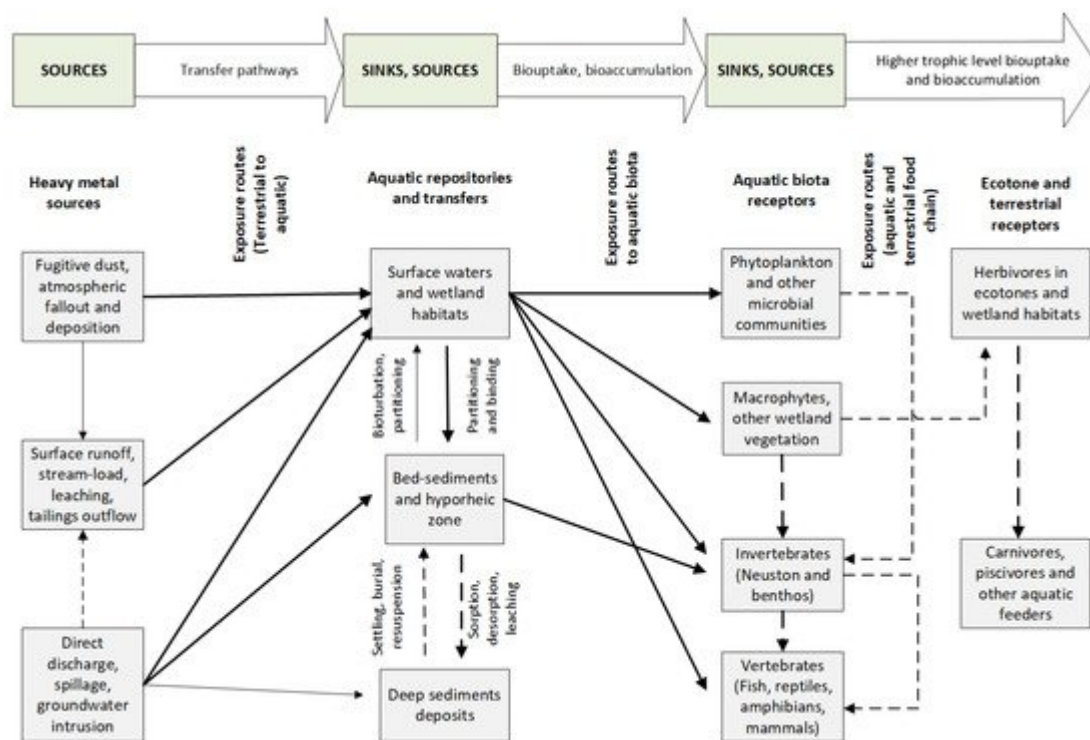 SOURCES
Transfer pathways
SINKS, SOURCES
Biouptake, bioaccumulation
SINKS, SOURCES
Higher trophic level biouptake
and bioaccumulation
Heavy metal
sources
Exposure routes
(Terrestrial to
aquatic)
Aquatic repositories
and transfers
Exposure routes
to aquatic biota
Aquatic biota
receptors
Exposure routes
(aquatic and
terrestrial food
chain)
Ecotone and
terrestrial
receptors
Fugitive dust,
atmospheric
fallout and
deposition
Surface waters
and wetland
habitats
Phytoplankton
and other
microbial
communities
Herbivores in
ecotones and
wetland habitats
Bioturbation,
partitioning
Partitioning
and binding
Macrophytes,
other wetland
vegetation
Surface runoff,
stream-load,
leaching,
tailings outflow
Bed-sediments
and hyporheic
zone
Invertebrates
(Neuston and
benthos)
Carnivores,
piscivores and
other aquatic
feeders
Settling, burial,
resuspension
Sorption,
desorption,
leaching
Direct
discharge,
spillage,
groundwater
intrusion
Deep sediments
deposits
Vertebrates
(Fish, reptiles,
amphibians,
mammals)